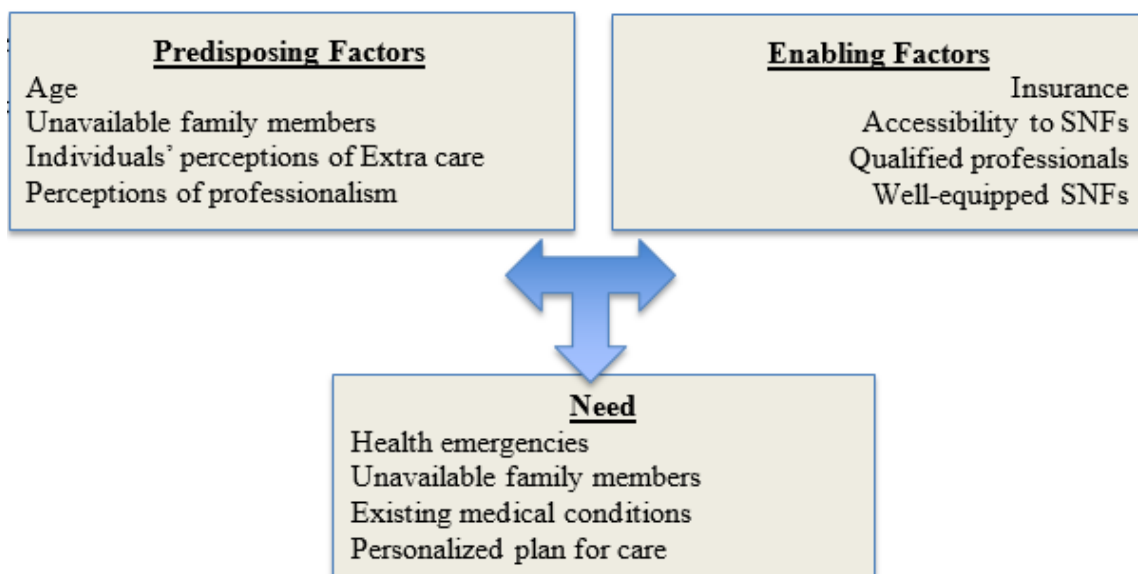 Predisposing Factors
Age
Unavailable family members
Individuals’ perceptions of Extra care
Perceptions of professionalism
Enabling Factors
Insurance
Accessibility to SNFs
Qualified professionals
Well-equipped SNFs
Need
Health emergencies
Unavailable family members
Existing medical conditions
Personalized plan for care